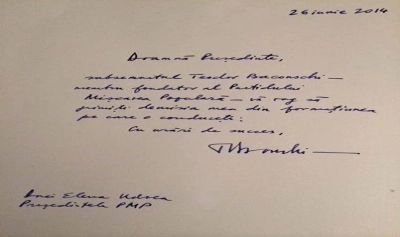 26 iunie 2014
Doamnă Președinte,
subsemnatul Teodor Baconschi –
membru fondator al Partidului
Mișcarea Populară – vă rog să
primiți demisia mea din formațiunea
pe care o conduceți.
Cu urări de succes,
Dnei Elena Udrea
Președintele PMP